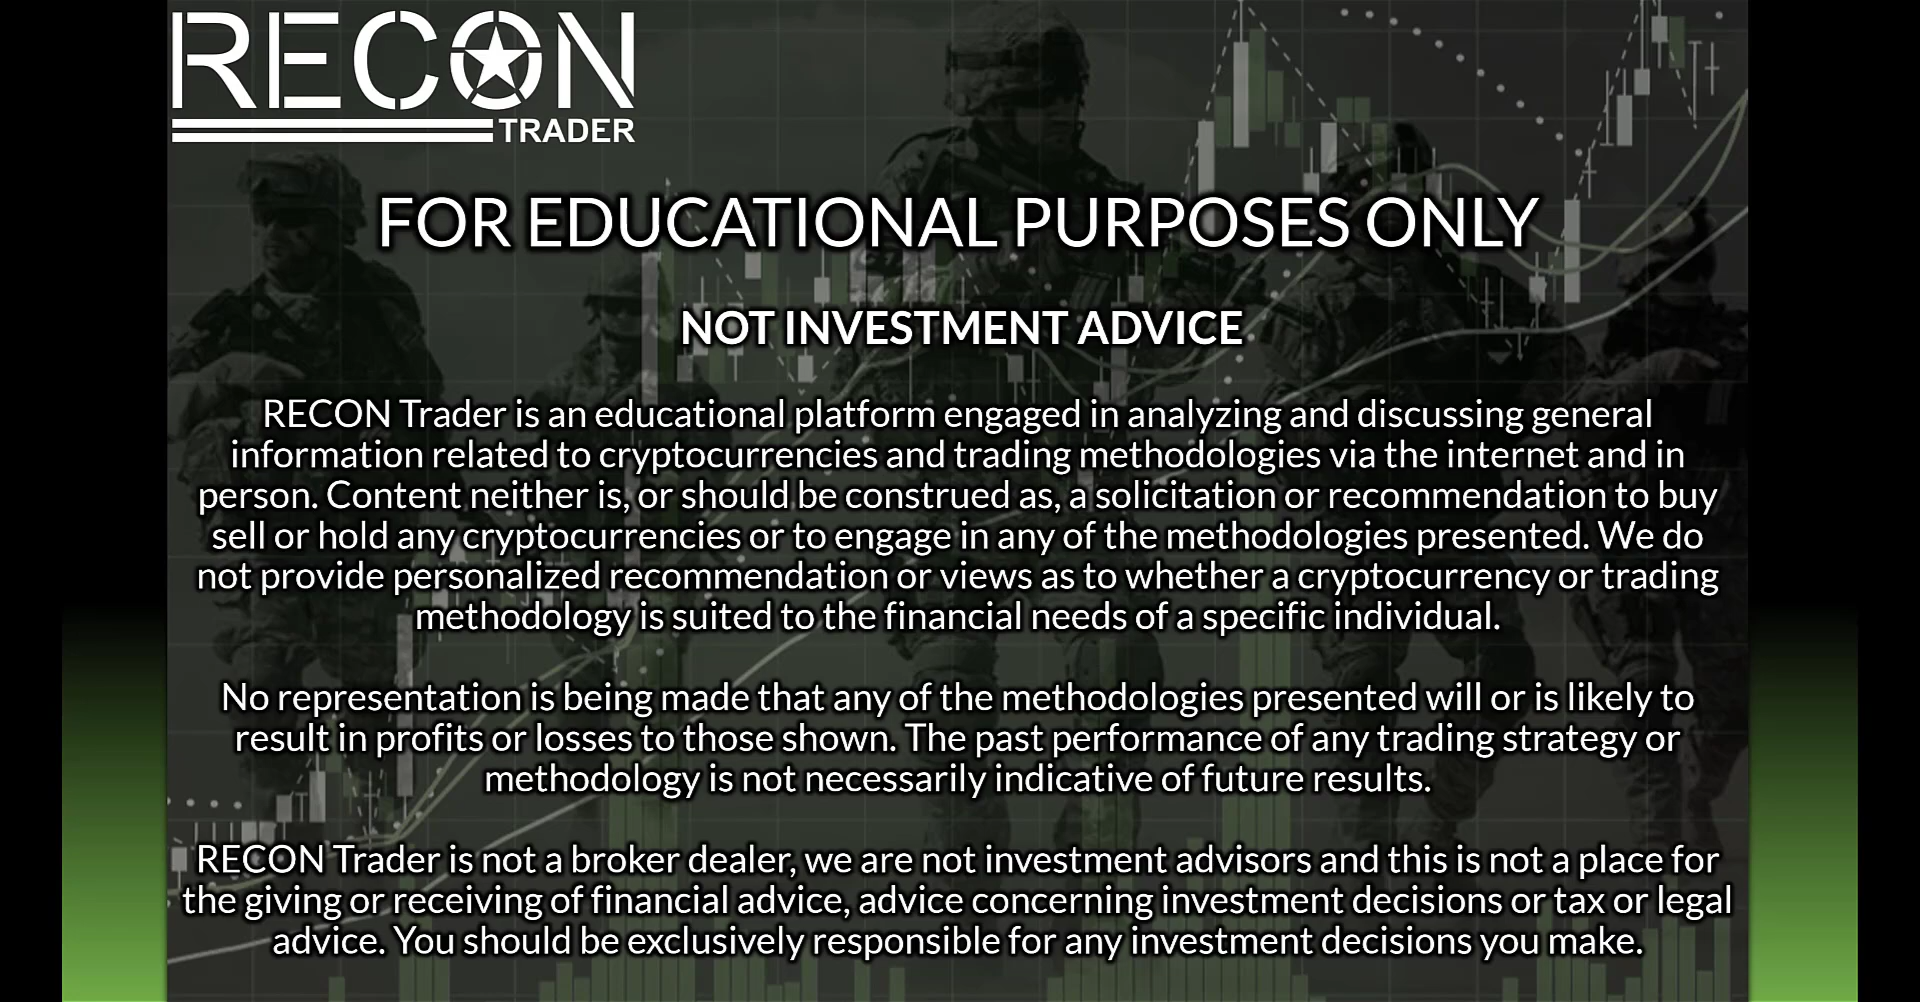 RECON
TRADER
FOR EDUCATIONAL PURPOSES ONLY
NOT INVESTMENT ADVICE
RECON Trader is an educational platform engaged in analyzing and discussing general
information related to cryptocurrencies and trading methodologies via the internet and in
person. Content neither is, or should be construed as, a solicitation or recommendation to buy
sell or hold any cryptocurrencies or to engage in any of the methodologies presented. We do
not provide personalized recommendation or views as to whether a cryptocurrency or trading
methodology is suited to the financial needs of a specific individual.
No representation is being made that any of the methodologies presented will or is likely to
result in profits or losses to those shown. The past performance of any trading strategy or
methodology is not necessarily indicative of future results.
RECON Trader is not a broker dealer, we are not investment advisors and this is not a place for
the giving or receiving of financial advice, advice concerning investment decisions or tax or legal
advice. You should be exclusively responsible for any investment decisions you make.